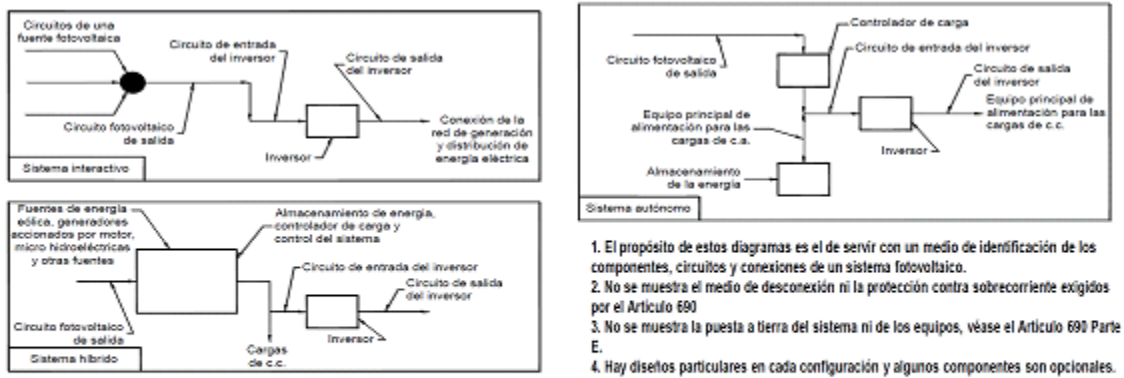 Circuitos de una
fuente fotovoltaica
Circuito de entrada
del inversor
Circuito de salida
del inversor
Circuito fotovoltaico
de salida
Inversor
Conexión de la
red de generación
y distribución de
energía eléctrica
Sistema interactivo
Fuentes de energía
eólica, generadores
accionados por motor,
micro hidroeléctricas
y otras fuentes
Almacenamiento de energía,
controlador de carga y
control del sistema
Circuito de entrada del inversor
Circuito de salida
del inversor
Circuito fotovoltaico
de salida
Inversor
Cargas
de c.c.
Sistema híbrido
Controlador de carga
Circuito de entrada del inversor
Circuito fotovoltaico
de salida
Circuito de salida
del inversor
Equipo principal de
alimentación para las
cargas de c.a.
Equipo principal de
alimentación para las
cargas de c.c.
Inversor
Almacenamiento
de la energía
Sistema autónomo
1. El propósito de estos diagramas es el de servir con un medio de identificación de los
componentes, circuitos y conexiones de un sistema fotovoltaico.
2. No se muestra el medio de desconexión ni la protección contra sobrecorriente exigidos
por el Articulo 690
3. No se muestra la puesta a tierra del sistema ni de los equipos, véase el Articulo 690 Parte
E.
4. Hay diseños particulares en cada configuración y algunos componentes son opcionales.